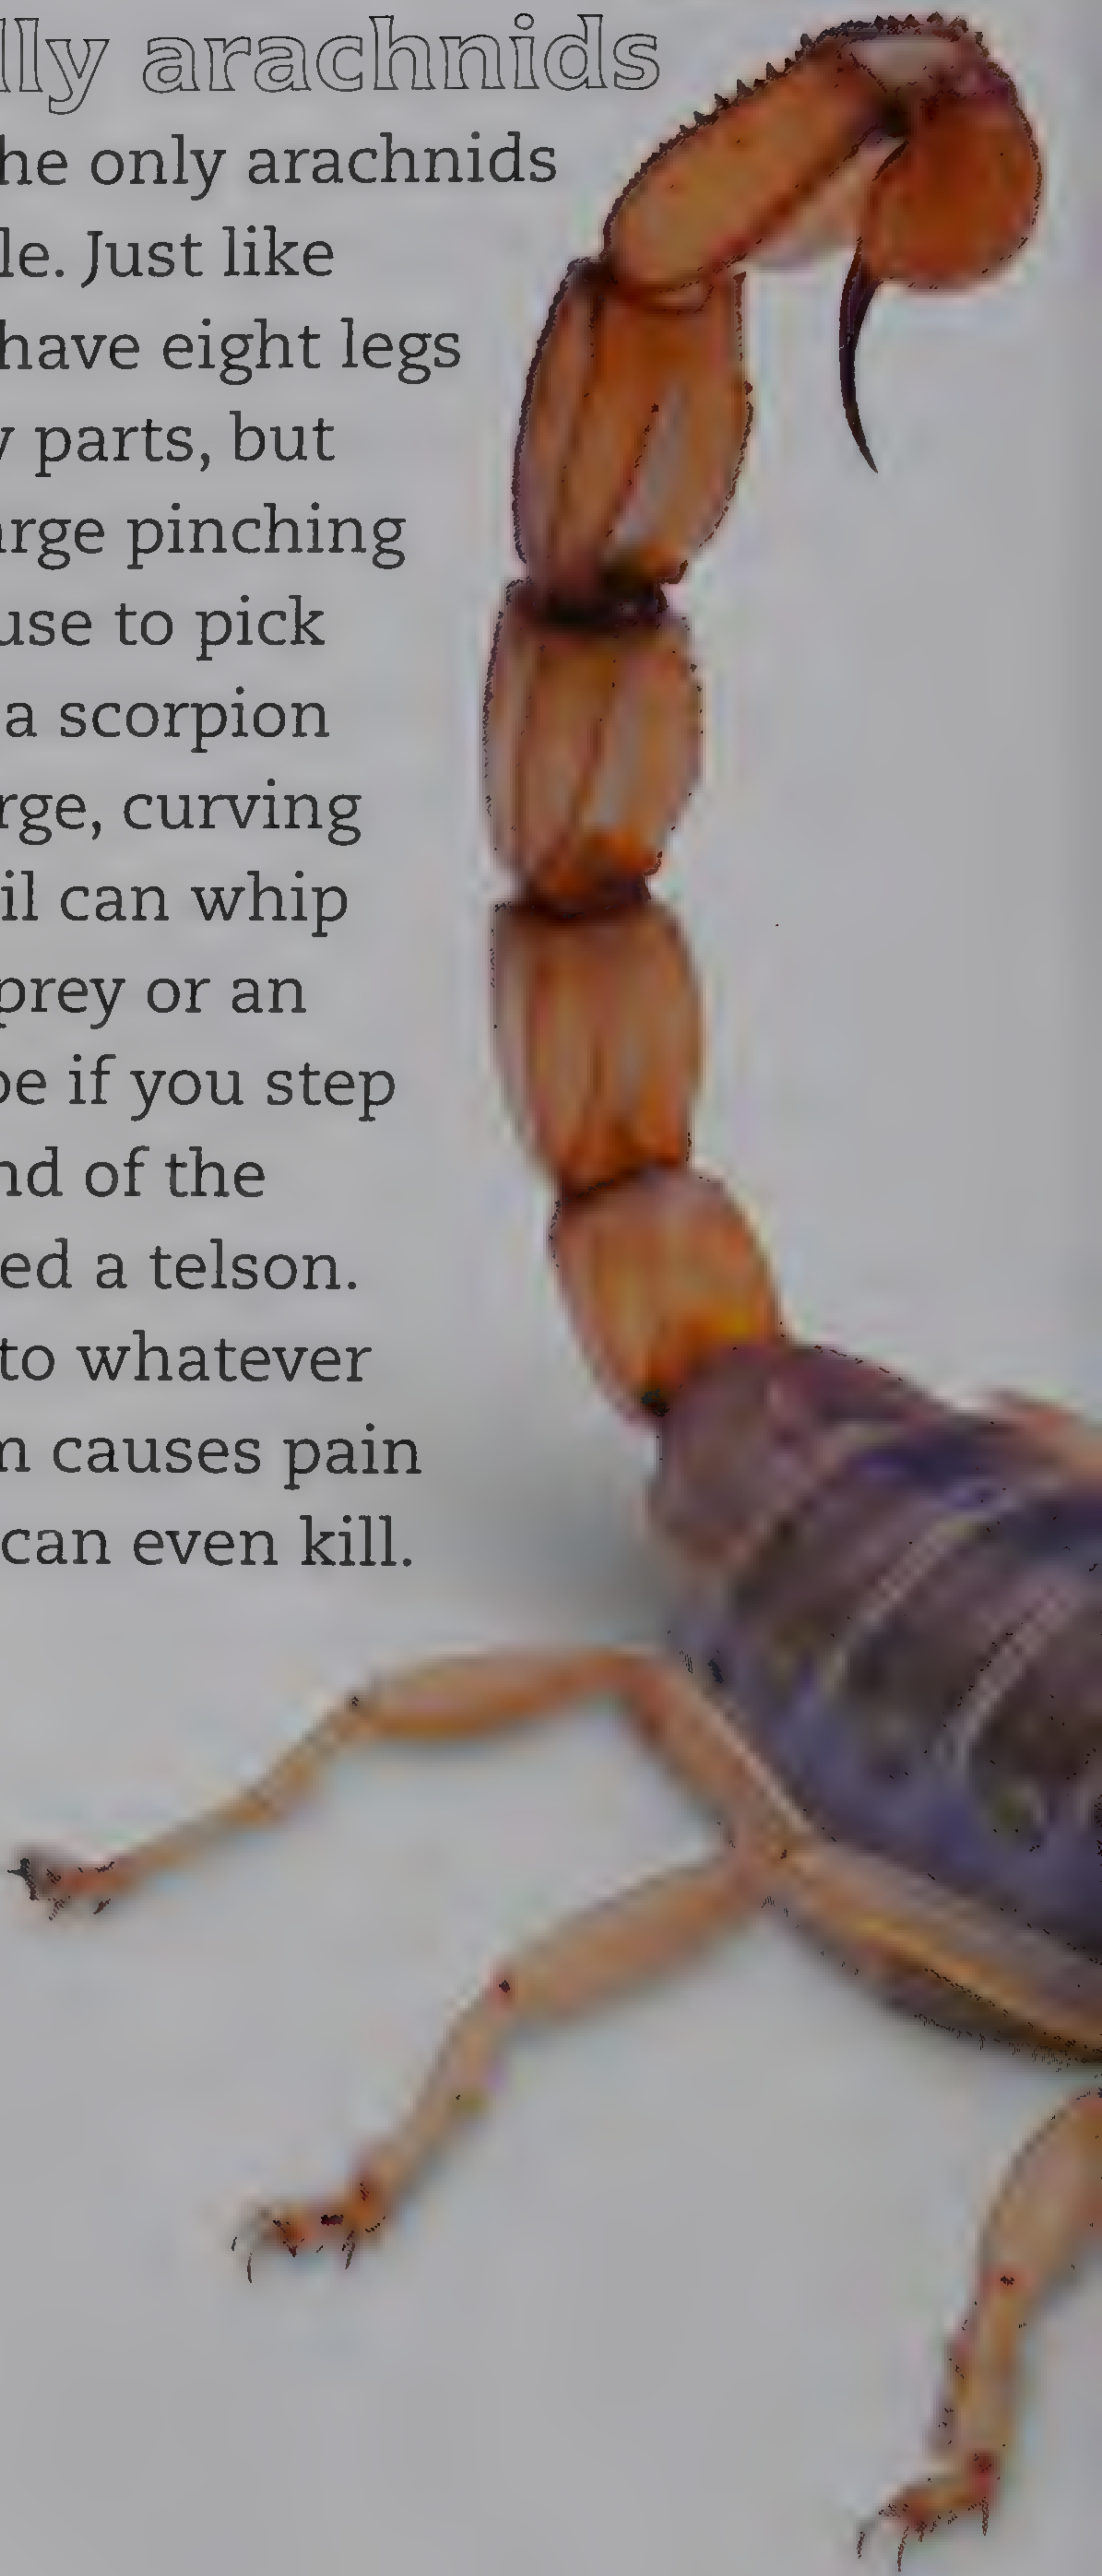 lly arachnids
he only arachnids
le. Just like
have eight legs
y parts, but
arge pinching
use to pick
a scorpion
rge, curving
il can whip
prey or an
be if you step
nd of the
ed a telson.
to whatever
m causes pain
can even kill.